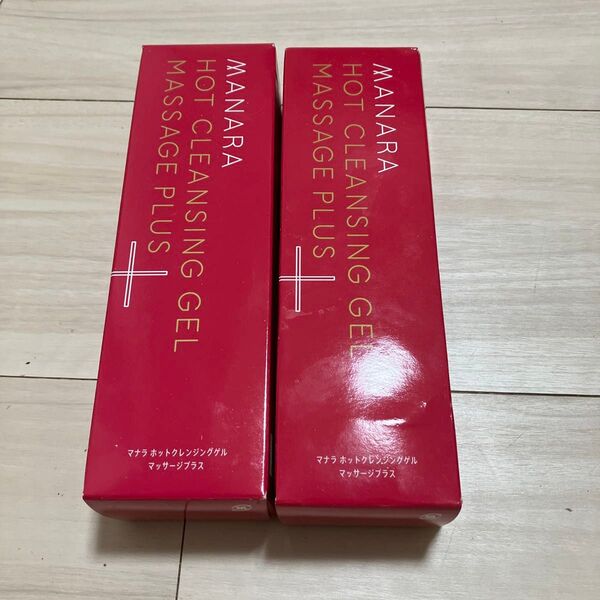 MANARA
HOT CLEANSING GEL
MASSAGE PLUS
マナラ ホットクレンジングゲル
マッサージプラス
MANARA
HOT CLEANSING GEL
MASSAGE PLUS
マナラ ホットクレンジングゲル
マッサージプラス